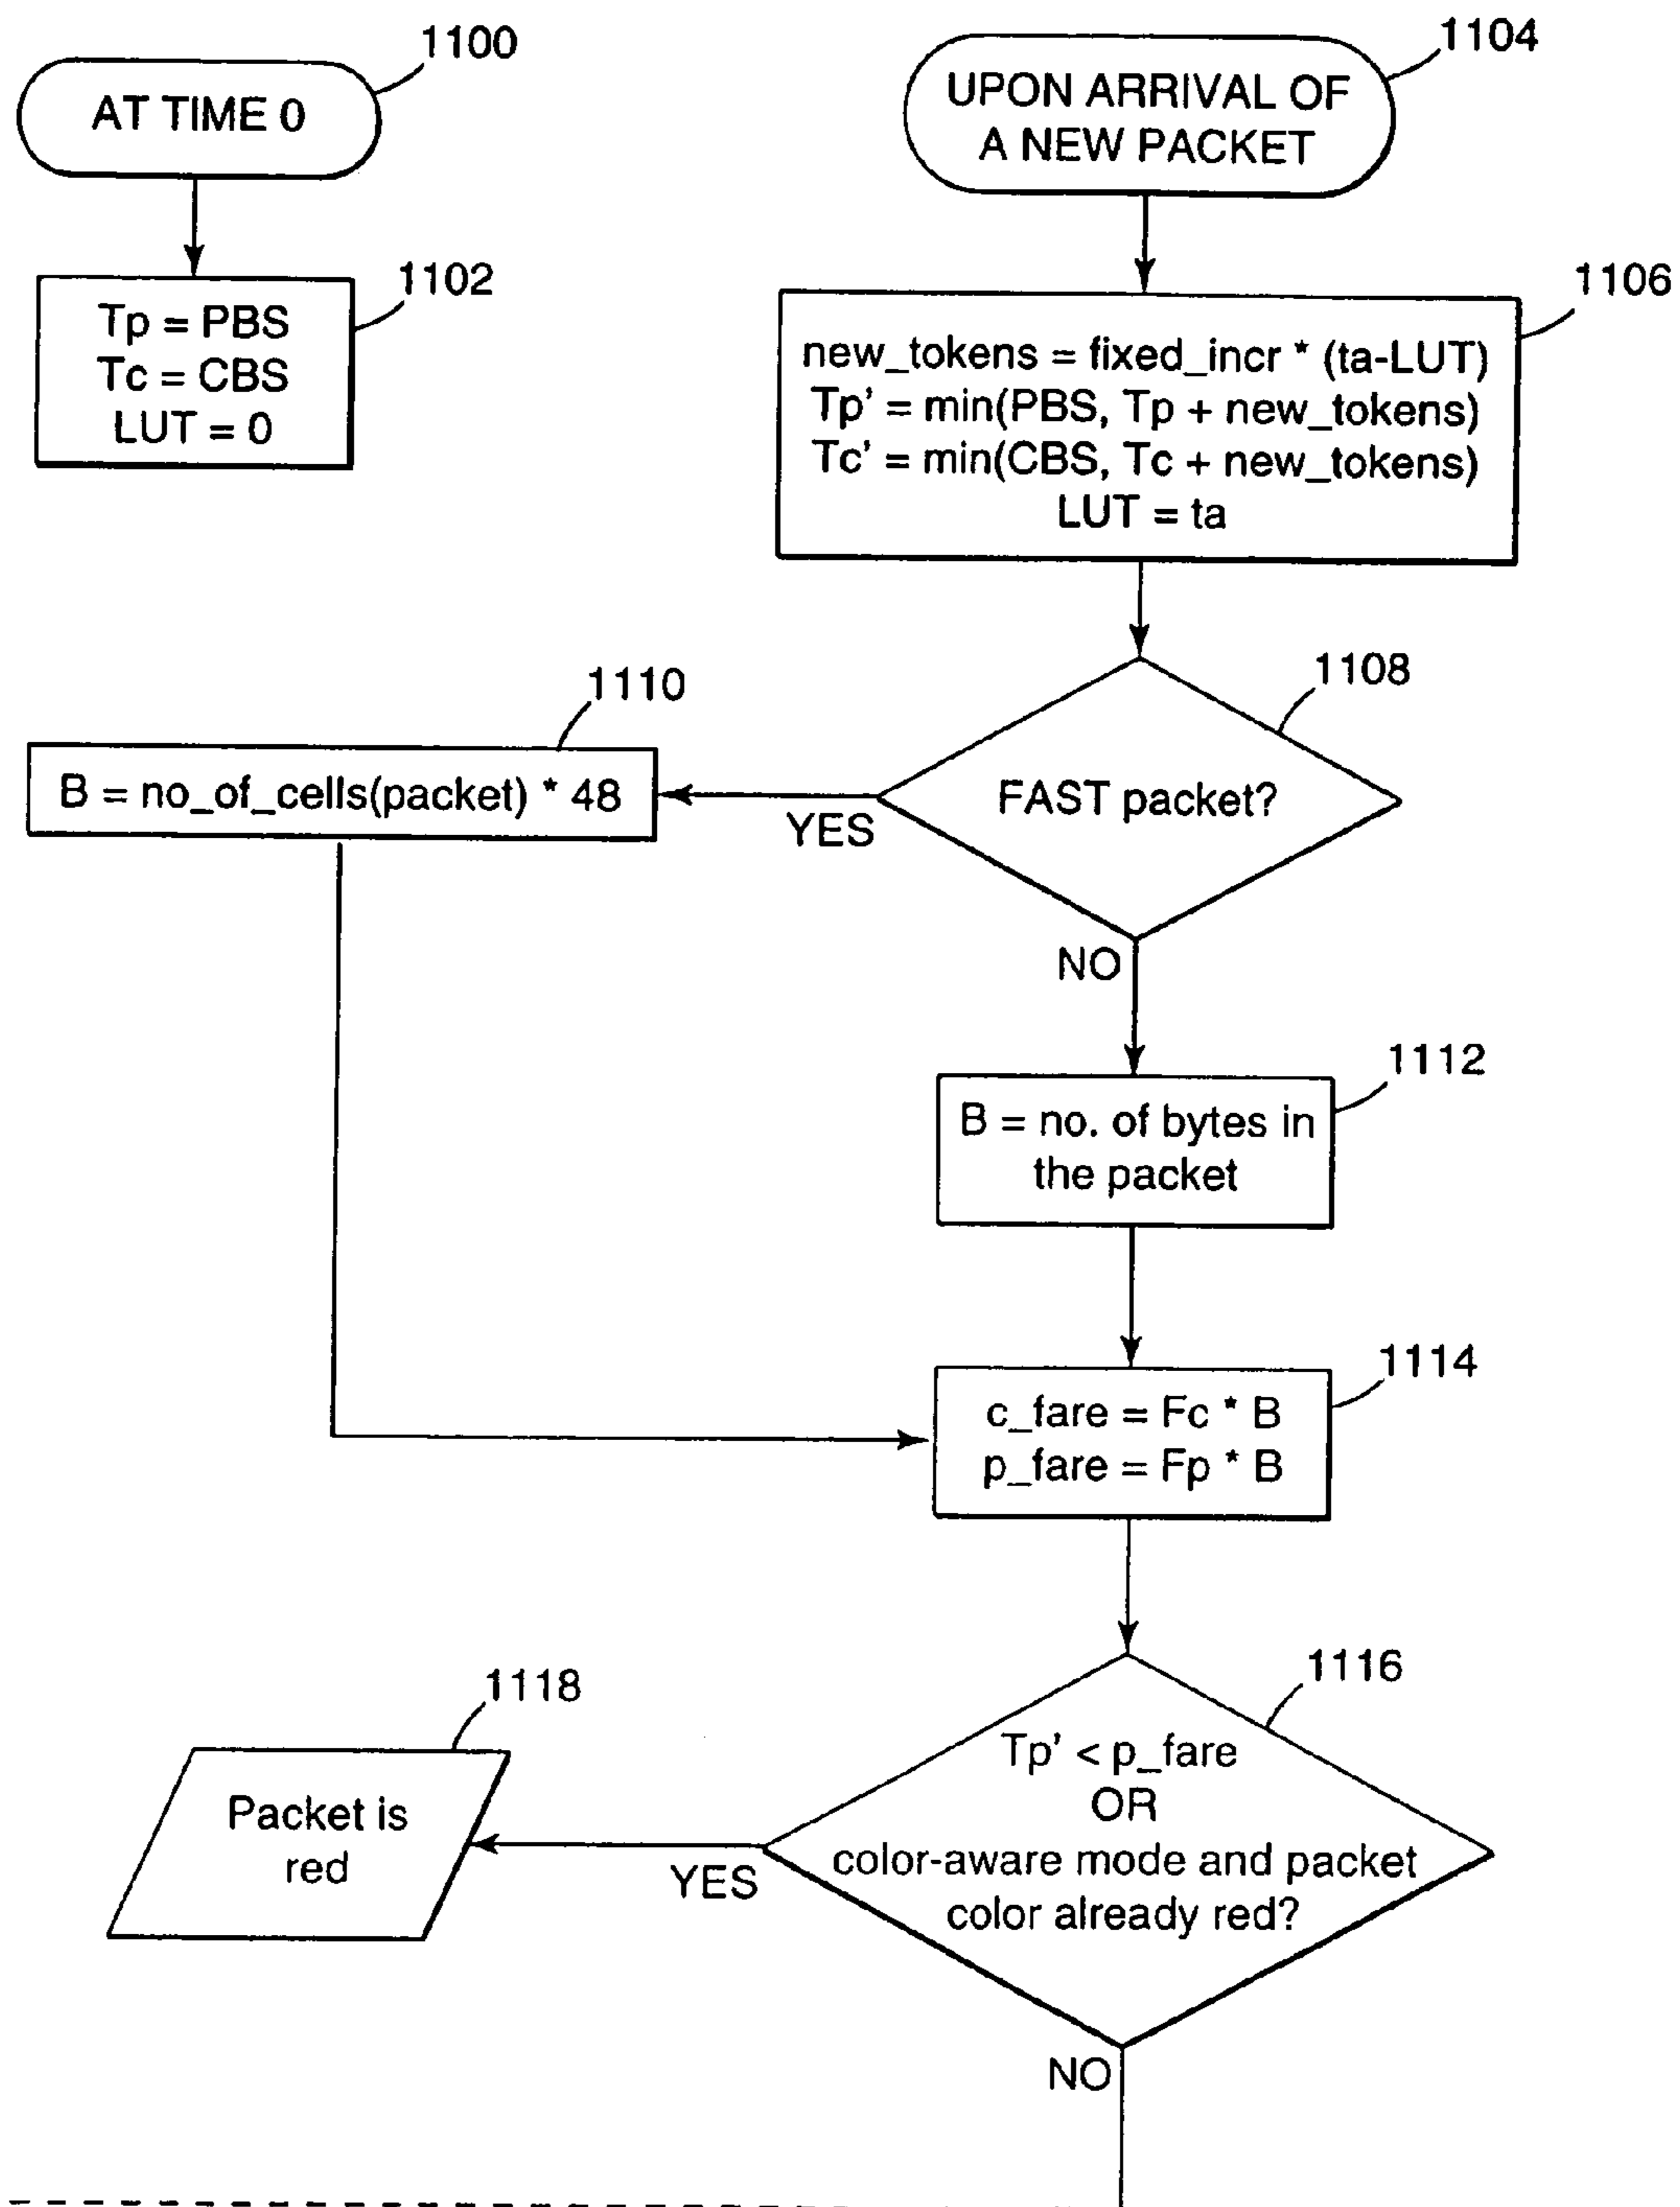 1100
AT TIME 0
1102
Tp = PBS
Tc = CBS
LUT = 0
1104
UPON ARRIVAL OF
A NEW PACKET
1106
new_tokens = fixed_incr * (ta-LUT)
Tp' = min(PBS, Tp + new_tokens)
Tc' = min(CBS, Tc + new_tokens)
LUT = ta
1108
FAST packet?
YES
1110
B = no_of_cells(packet) * 48
NO
1112
B = no. of bytes in
the packet
1114
c_fare = Fc * B
p_fare = Fp * B
1116
Tp' < p_fare
OR
color-aware mode and packet
color already red?
YES
1118
Packet is
red
NO